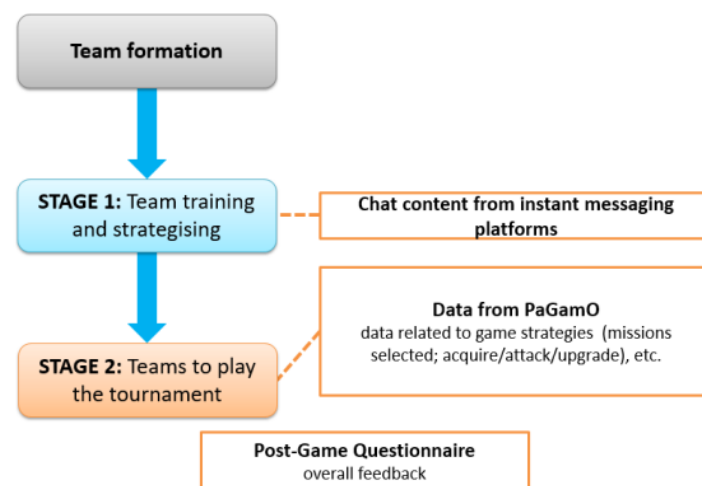 Team formation
STAGE 1: Team training
and strategising
Chat content from instant messaging
platforms
Data from PaGamO
data related to game strategies (missions
selected; acquire/attack/upgrade), etc.
STAGE 2: Teams to play
the tournament
Post-Game Questionnaire
overall feedback